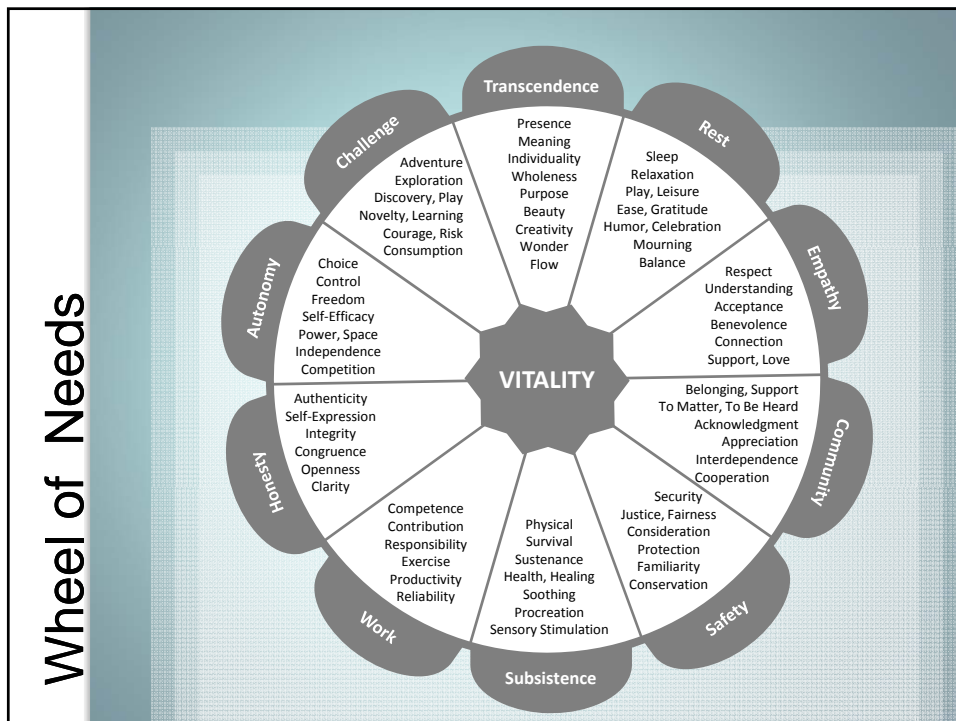 Wheel of Needs
Transcendence
Presence
Meaning
Individuality
Wholeness
Purpose
Beauty
Creativity
Wonder
Flow
Rest
Sleep
Relaxation
Play, Leisure
Ease, Gratitude
Humor, Celebration
Mourning
Balance
Empathy
Respect
Understanding
Acceptance
Benevolence
Connection
Support, Love
Community
Belonging, Support
To Matter, To Be Heard
Acknowledgment
Appreciation
Interdependence
Cooperation
Safety
Security
Justice, Fairness
Consideration
Protection
Familiarity
Conservation
Subsistence
Physical
Survival
Sustenance
Health, Healing
Soothing
Procreation
Sensory Stimulation
Work
Competence
Contribution
Responsibility
Exercise
Productivity
Reliability
Honesty
Authenticity
Self-Expression
Integrity
Congruence
Openness
Clarity
Autonomy
Choice
Control
Freedom
Self-Efficacy
Power, Space
Independence
Competition
Challenge
Adventure
Exploration
Discovery, Play
Novelty, Learning
Courage, Risk
Consumption
VITALITY